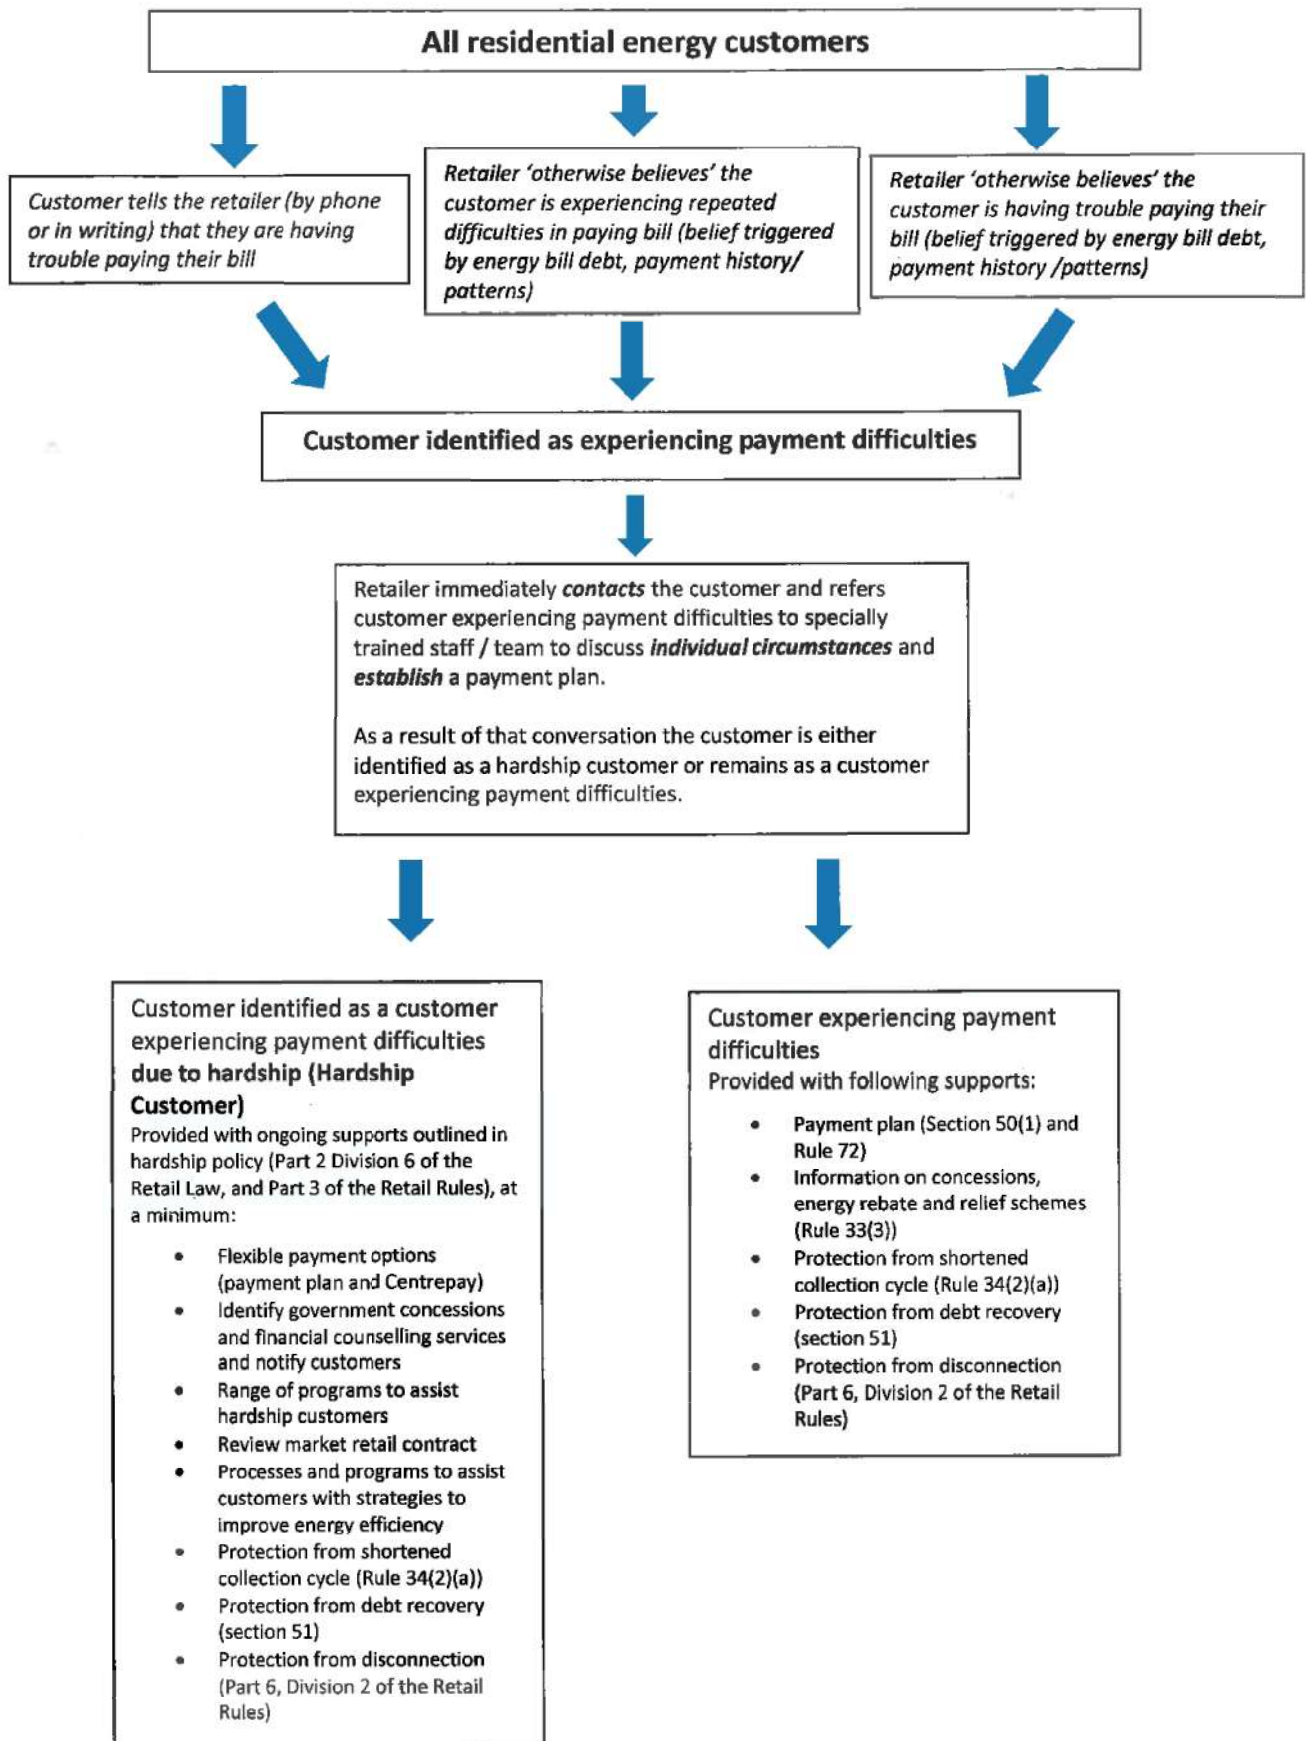 All residential energy customers
Customer tells the retailer (by phone
or in writing) that they are having
trouble paying their bill
Retailer 'otherwise believes' the
customer is experiencing repeated
difficulties in paying bill (belief triggered
by energy bill debt, payment history/
patterns)
Retailer 'otherwise believes' the
customer is having trouble paying their
bill (belief triggered by energy bill debt,
payment history /patterns)
Customer identified as experiencing payment difficulties
Retailer immediately contacts the customer and refers
customer experiencing payment difficulties to specially
trained staff / team to discuss individual circumstances and
establish a payment plan.
As a result of that conversation the customer is either
identified as a hardship customer or remains as a customer
experiencing payment difficulties.
Customer identified as a customer
experiencing payment difficulties
due to hardship (Hardship
Customer)
Provided with ongoing supports outlined in
hardship policy (Part 2 Division 6 of the
Retail Law, and Part 3 of the Retail Rules), at
a minimum:
• Flexible payment options
(payment plan and Centrepay)
• Identify government concessions
and financial counselling services
and notify customers
• Range of programs to assist
hardship customers
• Review market retail contract
• Processes and programs to assist
customers with strategies to
improve energy efficiency
• Protection from shortened
collection cycle (Rule 34(2)(a))
• Protection from debt recovery
(section 51)
• Protection from disconnection
(Part 6, Division 2 of the Retail
Rules)
Customer experiencing payment
difficulties
Provided with following supports:
• Payment plan (Section 50(1) and
Rule 72)
• Information on concessions,
energy rebate and relief schemes
(Rule 33(3))
• Protection from shortened
collection cycle (Rule 34(2)(a))
• Protection from debt recovery
(section 51)
• Protection from disconnection
(Part 6, Division 2 of the Retail
Rules)